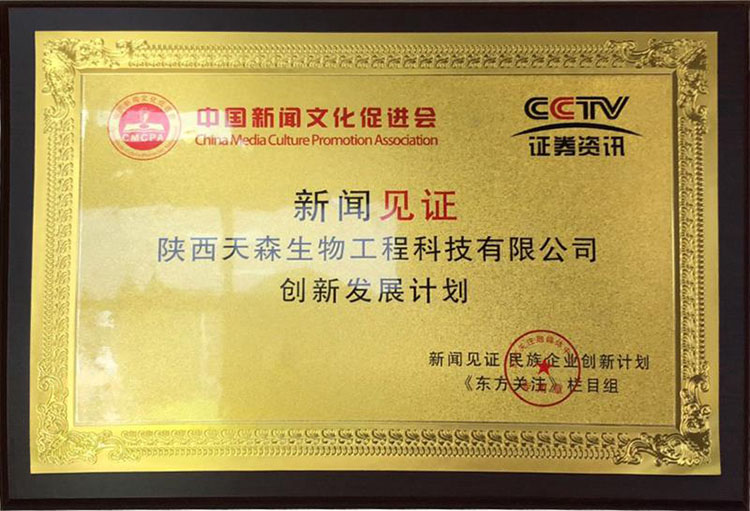 CMCPA
中国新闻文化促进会
China Media Culture Promotion Association
CCTV
证券资讯
新闻见证
陕西天森生物工程科技有限公司
创新发展计划
新闻见证 民族企业创新计划
《东方关注》栏目组